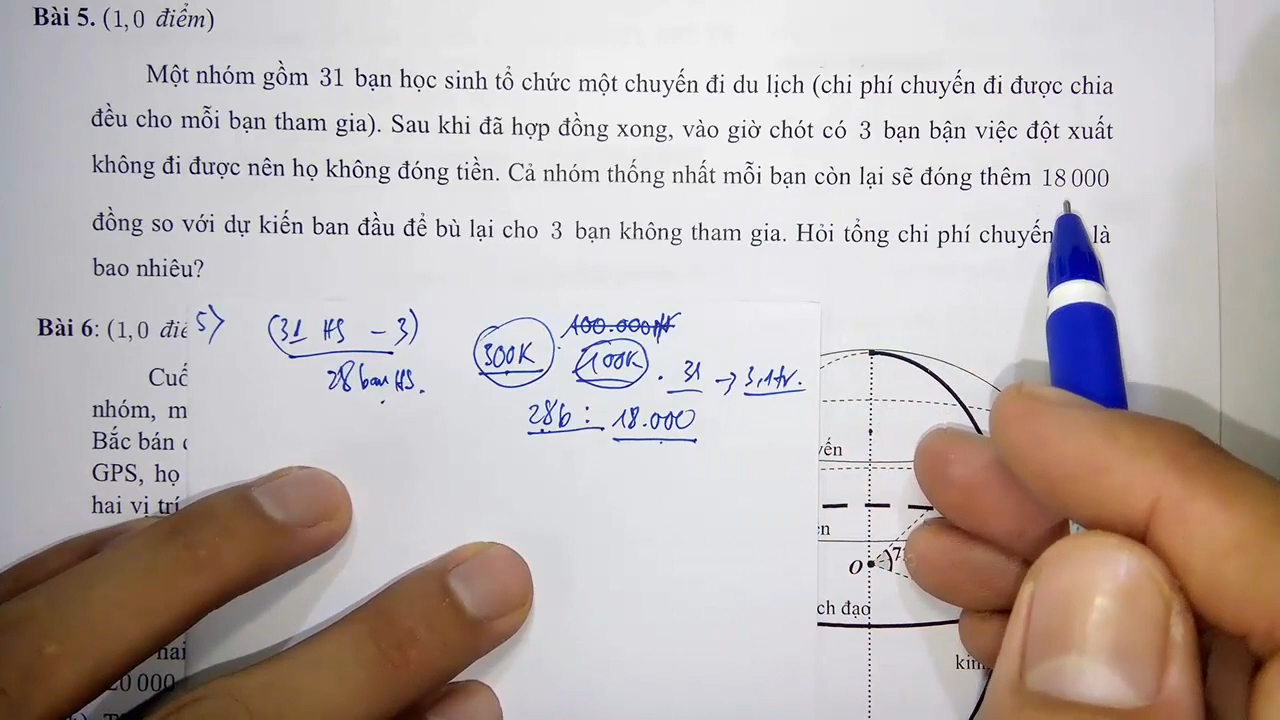 Bài 5. (1,0 điểm)
Một nhóm gồm 31 bạn học sinh tổ chức một chuyến đi du lịch (chi phí chuyến đi được chia
đều cho mỗi bạn tham gia). Sau khi đã hợp đồng xong, vào giờ chót có 3 bạn bận việc đột xuất
không đi được nên họ không đóng tiền. Cả nhóm thống nhất mỗi bạn còn lại sẽ đóng thêm 18 000
đồng so với dự kiến ban đầu để bù lại cho 3 bạn không tham gia. Hỏi tổng chi phí chuyến là
bao nhiêu?
Bài 6: (1,0 điể
5) (31 HS - 3)
28 bạn HS.
300K
100.000
100K . 31 → 3,1tr.
28b : 18.000
Cuố
nhóm, m
Bắc bán
GPS, họ
hai vị trí
yến
O
ch đạo
hai
20 000